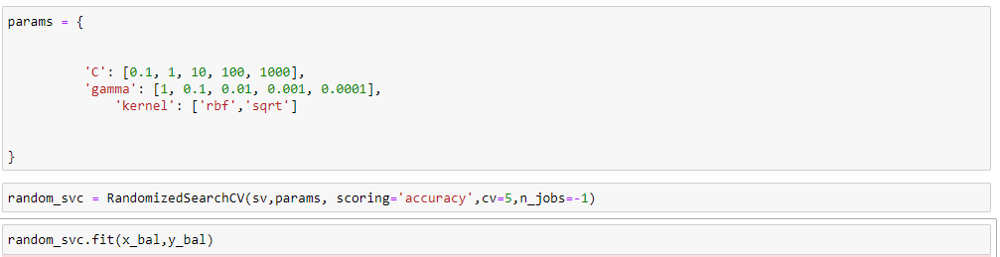 params = {
'C': [0.1, 1, 10, 100, 1000],
'gamma': [1, 0.1, 0.01, 0.001, 0.0001],
'kernel': ['rbf','sqrt']
}
random_svc = RandomizedSearchCV(sv,params, scoring='accuracy',cv=5,n_jobs=-1)
random_svc.fit(x_bal,y_bal)